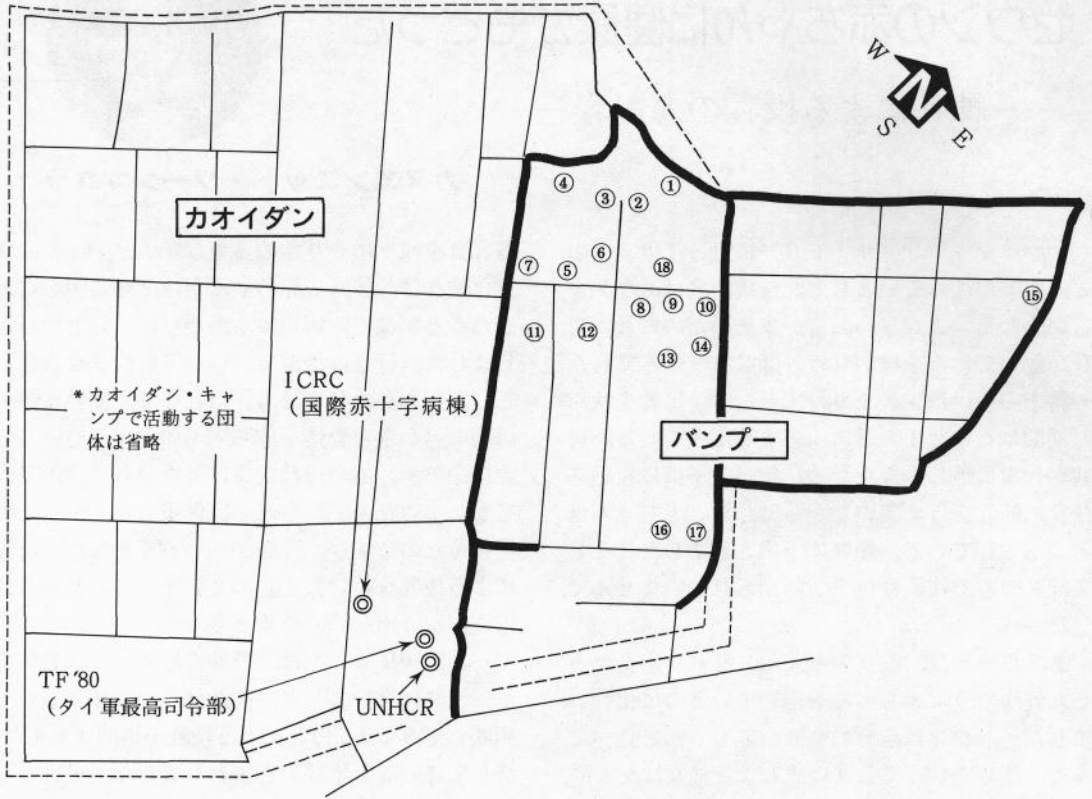 W
N
S
E
カオイダン
①
④
③
②
⑥
⑦
⑤
⑱
⑮
⑧
⑨
⑩
⑪
⑫
⑬
⑭
ICRC
(国際赤十字病棟)
*カオイダン・キャ
ンプで活動する団
体は省略
バンプー
⑯
⑰
TF '80
(タイ軍最高司令部)
UNHCR